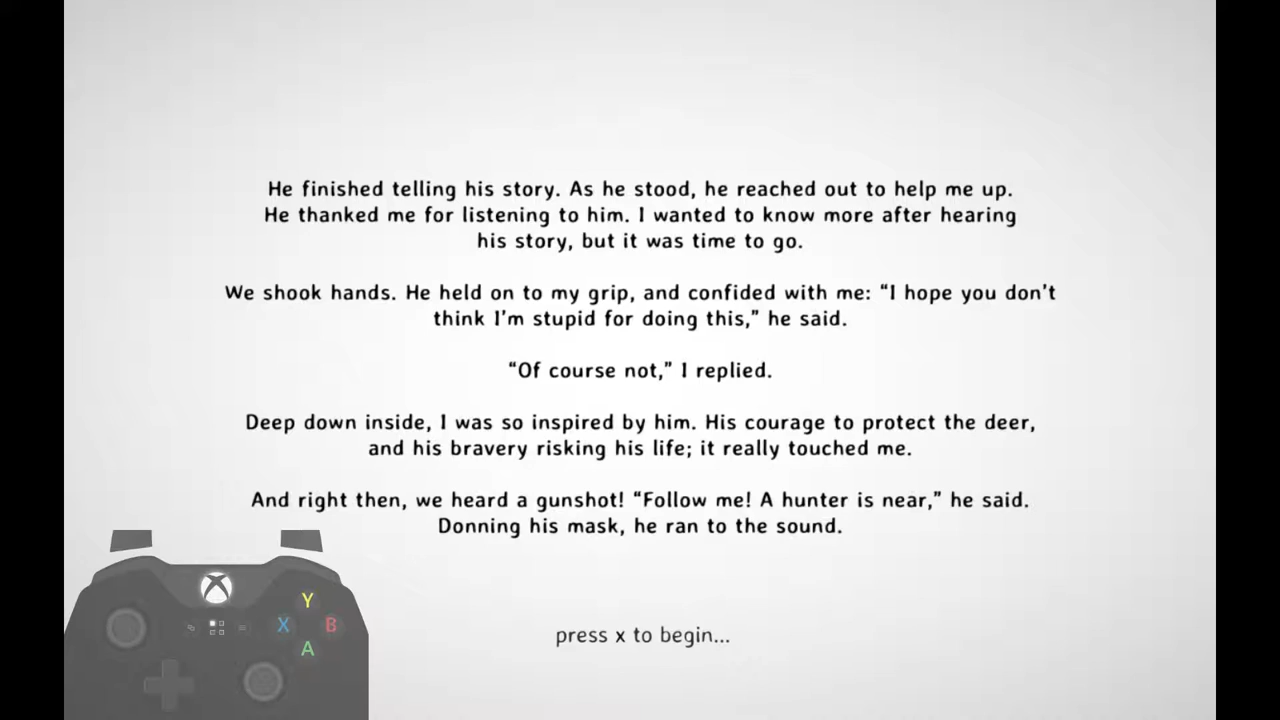 He finished telling his story. As he stood, he reached out to help me up.
He thanked me for listening to him. I wanted to know more after hearing
his story, but it was time to go.
We shook hands. He held on to my grip, and confided with me: “I hope you don’t
think I’m stupid for doing this,” he said.
“Of course not,” I replied.
Deep down inside, I was so inspired by him. His courage to protect the deer,
and his bravery risking his life; it really touched me.
And right then, we heard a gunshot! “Follow me! A hunter is near,” he said.
Donning his mask, he ran to the sound.
Y
X B
A
press x to begin...